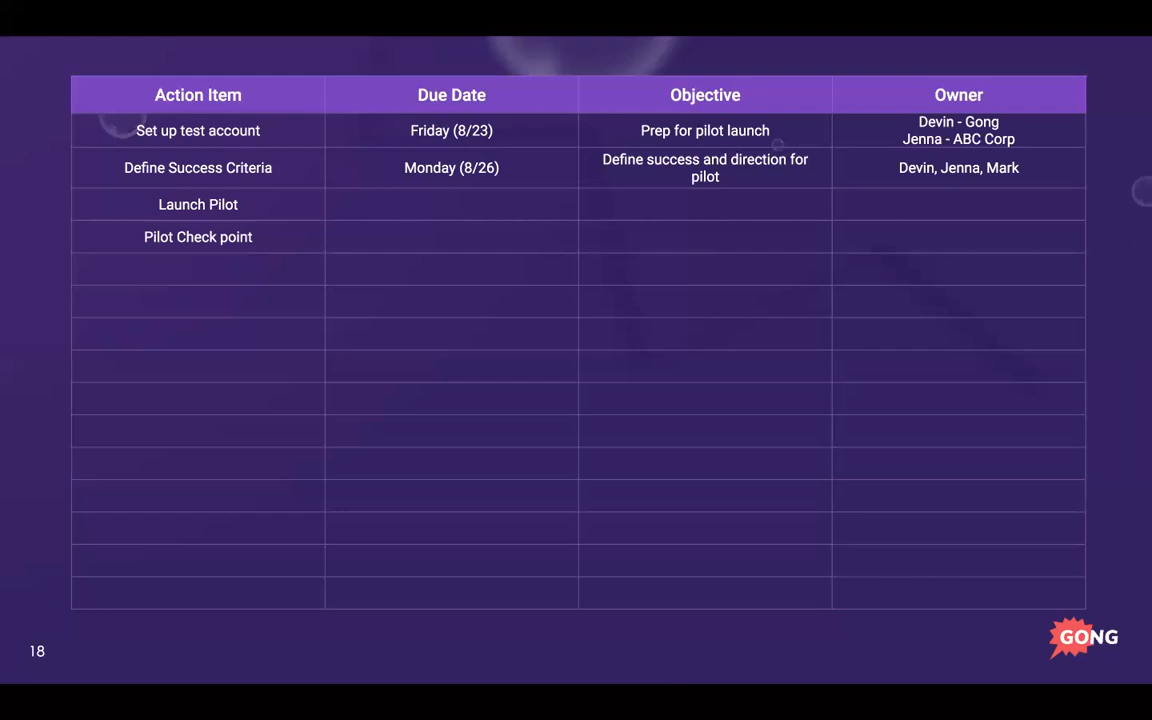 Action Item Due Date Objective Owner
Set up test account Friday (8/23) Prep for pilot launch Devin - Gong
Jenna - ABC Corp
Define Success Criteria Monday (8/26) Define success and direction for
pilot Devin, Jenna, Mark
Launch Pilot
Pilot Check point
18
GONG